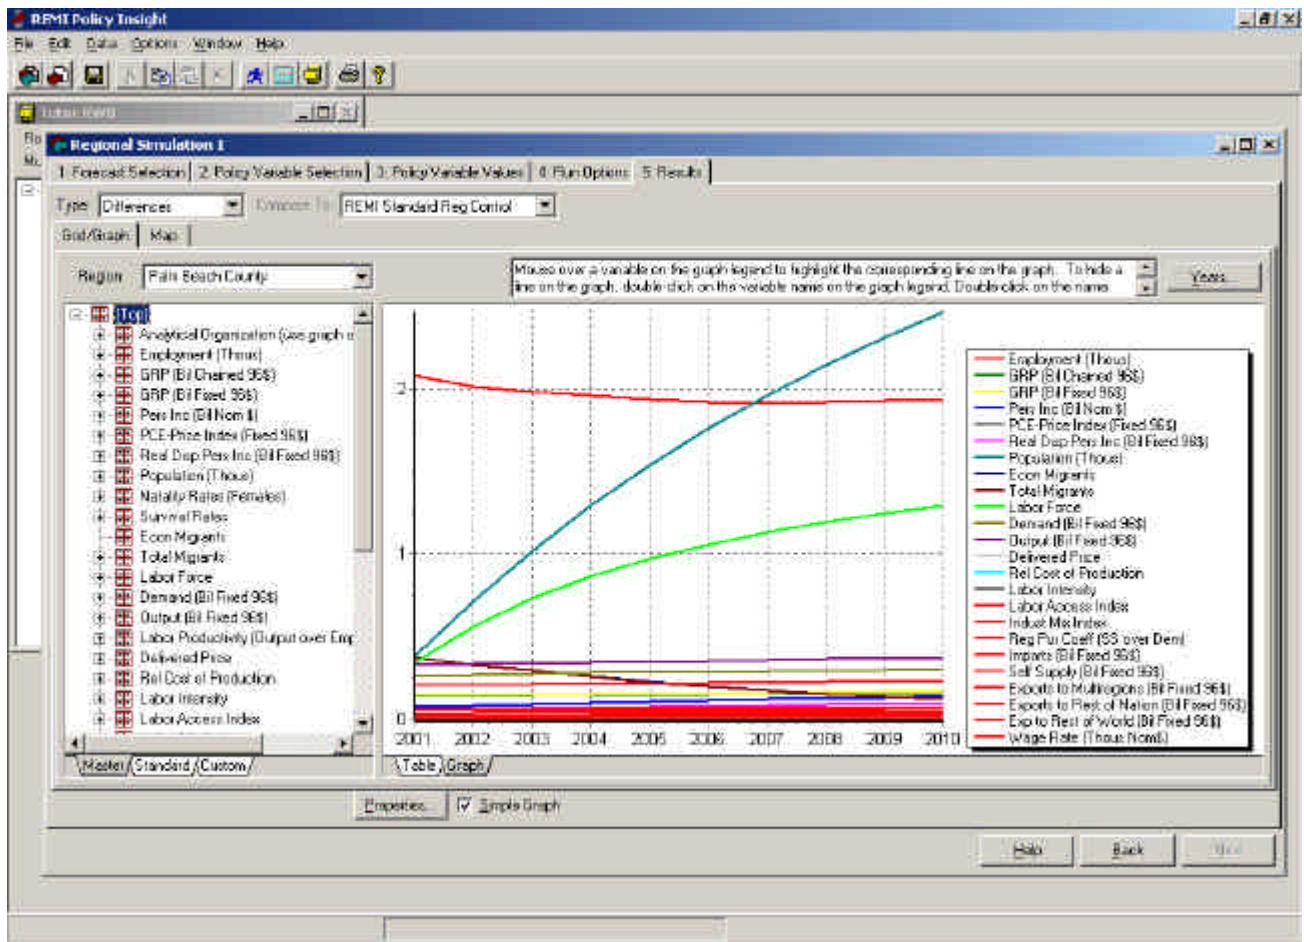 REMI Policy Insight
File Edit Data Options Window Help
Regional Simulation 1
1. Forecast Selection 2. Policy Variable Selection 3. Policy Variable Values 4. Run Options 5. Results
Type Differences Compare To REMI Standard Reg Control
Grid/Graph Map
Region Palm Beach County
Mouse over a variable on the graph legend to highlight the corresponding line on the graph. To hide a
line on the graph, double-click on the variable name on the graph legend. Double-click on the name
Years...
(Top)
Analytical Organization (use graph o
Employment (Thous)
GRP (Bil Chained 96$)
GRP (Bil Fixed 96$)
Pers Inc (Bil Nom $)
PCE-Price Index (Fixed 96$)
Real Disp Pers Inc (Bil Fixed 96$)
Population (Thous)
Natality Rates (Females)
Survival Rates
Econ Migrants
Total Migrants
Labor Force
Demand (Bil Fixed 96$)
Output (Bil Fixed 96$)
Labor Productivity (Output over Emp
Delivered Price
Rel Cost of Production
Labor Intensity
Labor Access Index
Master Standard Custom
2
1
0
2001 2002 2003 2004 2005 2006 2007 2008 2009 2010
Employment (Thous)
GRP (Bil Chained 96$)
GRP (Bil Fixed 96$)
Pers Inc (Bil Nom $)
PCE-Price Index (Fixed 96$)
Real Disp Pers Inc (Bil Fixed 96$)
Population (Thous)
Econ Migrants
Total Migrants
Labor Force
Demand (Bil Fixed 96$)
Output (Bil Fixed 96$)
Delivered Price
Rel Cost of Production
Labor Intensity
Labor Access Index
Indust Mix Index
Reg Pur Coeff (SS over Dem)
Imports (Bil Fixed 96$)
Self Supply (Bil Fixed 96$)
Exports to Multiregions (Bil Fixed 96$)
Exports to Rest of Nation (Bil Fixed 96$)
Exp to Rest of World (Bil Fixed 96$)
Wage Rate (Thous Nom$)
Table Graph
Properties... Simple Graph
Help Back Next